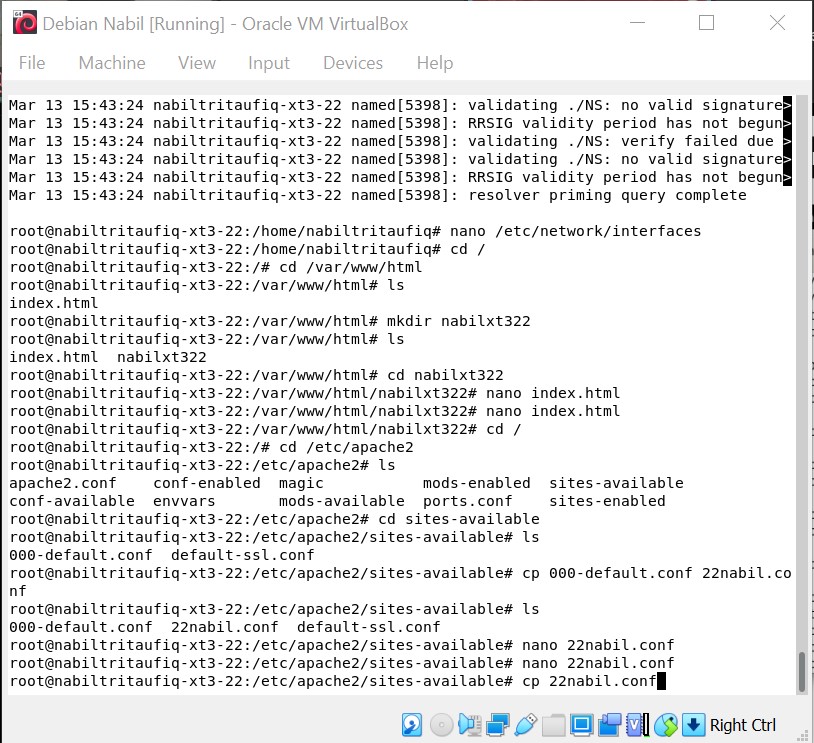 64
Debian Nabil [Running] - Oracle VM VirtualBox
File Machine View Input Devices Help
Mar 13 15:43:24 nabiltritaufiq-xt3-22 named[5398]: validating ./NS: no valid signature>
Mar 13 15:43:24 nabiltritaufiq-xt3-22 named[5398]: RRSIG validity period has not begun>
Mar 13 15:43:24 nabiltritaufiq-xt3-22 named[5398]: ./NS: verify failed due >
Mar 13 15:43:24 nabiltritaufiq-xt3-22 named[5398]: validating ./NS: no valid signature>
Mar 13 15:43:24 nabiltritaufiq-xt3-22 named[5398]: RRSIG validity period has not begun>
Mar 13 15:43:24 nabiltritaufiq-xt3-22 named[5398]: resolver priming query complete
root@nabiltritaufiq-xt3-22:/home/nabiltritaufiq# nano /etc/network/interfaces
root@nabiltritaufiq-xt3-22:/home/nabiltritaufiq# cd /
root@nabiltritaufiq-xt3-22:/# cd /var/www/html
root@nabiltritaufiq-xt3-22:/var/www/html# ls
index.html
root@nabiltritaufiq-xt3-22:/var/www/html# mkdir nabilxt322
root@nabiltritaufiq-xt3-22:/var/www/html# ls
index.html  nabilxt322
root@nabiltritaufiq-xt3-22:/var/www/html# cd nabilxt322
root@nabiltritaufiq-xt3-22:/var/www/html/nabilxt322# nano index.html
root@nabiltritaufiq-xt3-22:/var/www/html/nabilxt322# nano index.html
root@nabiltritaufiq-xt3-22:/var/www/html/nabilxt322# cd /
root@nabiltritaufiq-xt3-22:/# cd /etc/apache2
root@nabiltritaufiq-xt3-22:/etc/apache2# ls
apache2.conf    conf-enabled  magic           mods-enabled  sites-available
conf-available  envvars       mods-available  ports.conf    sites-enabled
root@nabiltritaufiq-xt3-22:/etc/apache2# cd sites-available
root@nabiltritaufiq-xt3-22:/etc/apache2/sites-available# ls
000-default.conf  default-ssl.conf
root@nabiltritaufiq-xt3-22:/etc/apache2/sites-available# cp 000-default.conf 22nabil.co
nf
root@nabiltritaufiq-xt3-22:/etc/apache2/sites-available# ls
000-default.conf  22nabil.conf  default-ssl.conf
root@nabiltritaufiq-xt3-22:/etc/apache2/sites-available# nano 22nabil.conf
root@nabiltritaufiq-xt3-22:/etc/apache2/sites-available# nano 22nabil.conf
root@nabiltritaufiq-xt3-22:/etc/apache2/sites-available# cp 22nabil.conf
Right Ctrl